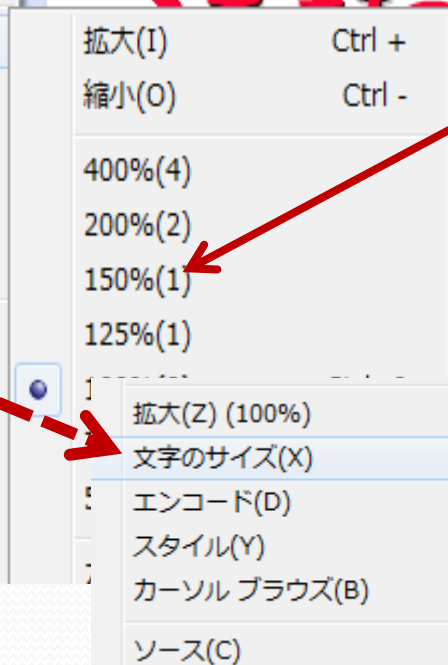 拡大(I) Ctrl +
縮小(O) Ctrl -
400%(4)
200%(2)
150%(1)
125%(1)
拡大(Z) (100%)
文字のサイズ(X)
エンコード(D)
スタイル(Y)
カーソル ブラウズ(B)
ソース(C)